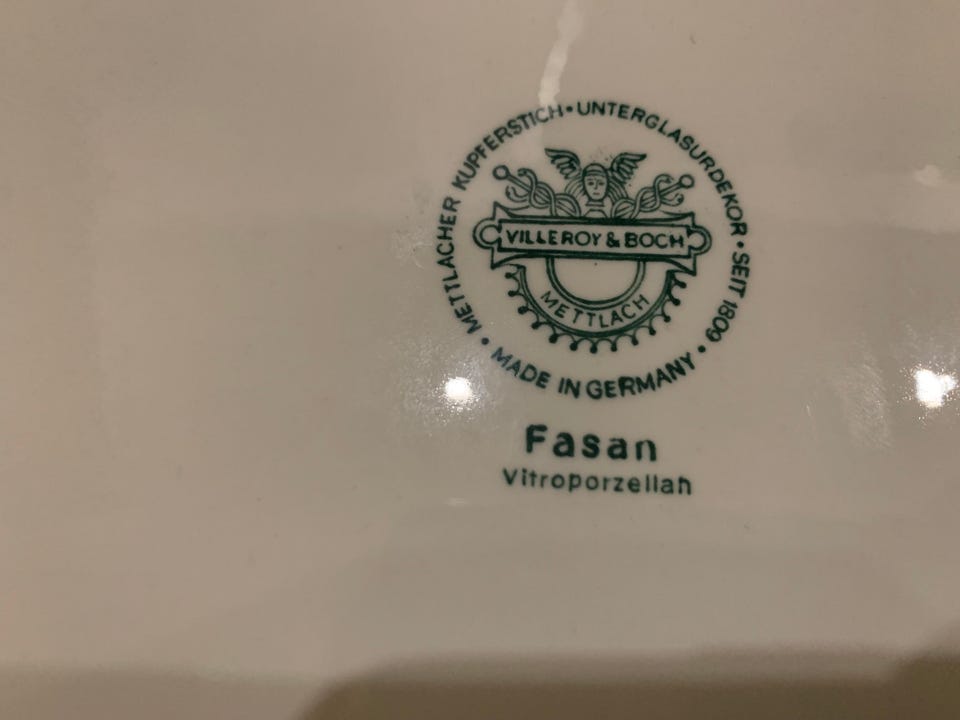 METTLACHER KUPFERSTICH • UNTERGLASURDEKOR • SEIT 1809 •
VILLEROY & BOCH
METTLACH
MADE IN GERMANY •
Fasan
Vitroporzellan